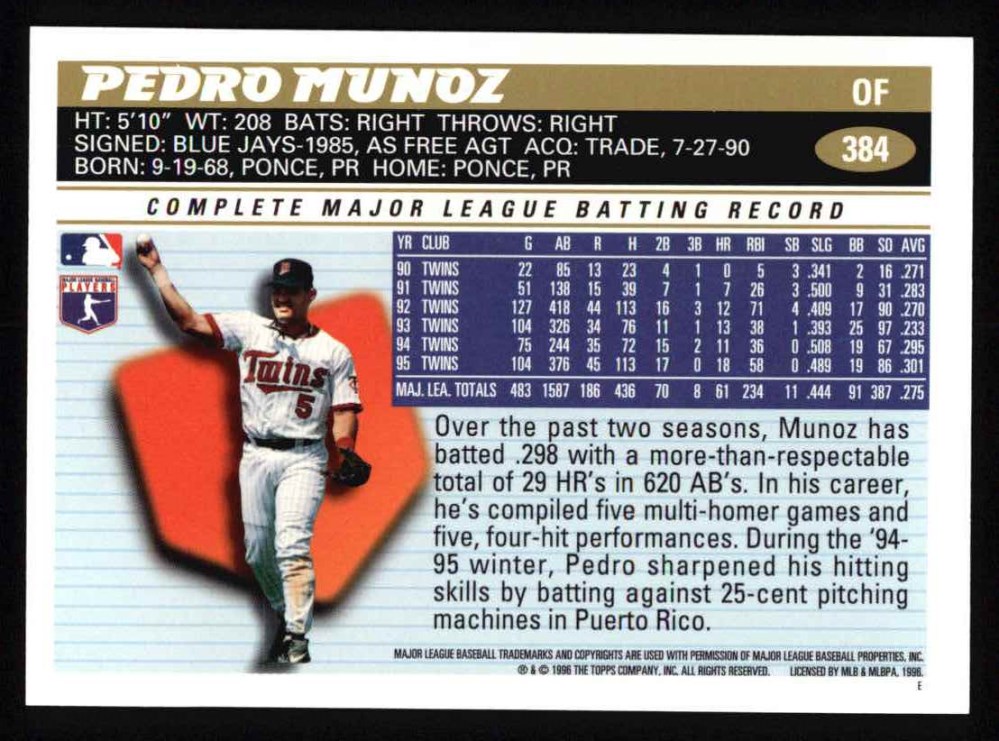 PEDRO MUNOZ OF
HT: 5'10" WT: 208 BATS: RIGHT THROWS: RIGHT
SIGNED: BLUE JAYS-1985, AS FREE AGT ACQ: TRADE, 7-27-90
384
BORN: 9-19-68, PONCE, PR HOME: PONCE, PR
COMPLETE MAJOR LEAGUE BATTING RECORD
YR CLUB G AB R H 2B 3B HR RBI SB SLG BB SO AVG
90 TWINS 22 85 13 23 4 1 0 5 3 .341 2 16 .271
91 TWINS 51 138 15 39 7 1 7 26 3 .500 9 31 .283
92 TWINS 127 418 44 113 16 3 12 71 4 .409 17 90 .270
93 TWINS 104 326 34 76 11 1 13 38 1 .393 25 97 .233
94 TWINS 75 244 35 72 15 2 11 36 0 .508 19 67 .295
95 TWINS 104 376 45 113 17 0 18 58 0 .489 19 86 .301
MAJ. LEA. TOTALS 483 1587 186 436 70 8 61 234 11 .444 91 387 .275
MAJOR LEAGUE BASEBALL
PLAYERS
Twins
5
Over the past two seasons, Munoz has
batted .298 with a more-than-respectable
total of 29 HR's in 620 AB's. In his career,
he's compiled five multi-homer games and
five, four-hit performances. During the '94-
95 winter, Pedro sharpened his hitting
skills by batting against 25-cent pitching
machines in Puerto Rico.
MAJOR LEAGUE BASEBALL TRADEMARKS AND COPYRIGHTS ARE USED WITH PERMISSION OF MAJOR LEAGUE BASEBALL PROPERTIES, INC.
® & © 1996 THE TOPPS COMPANY, INC. ALL RIGHTS RESERVED. LICENSED BY MLB & MLBPA, 1996.
E